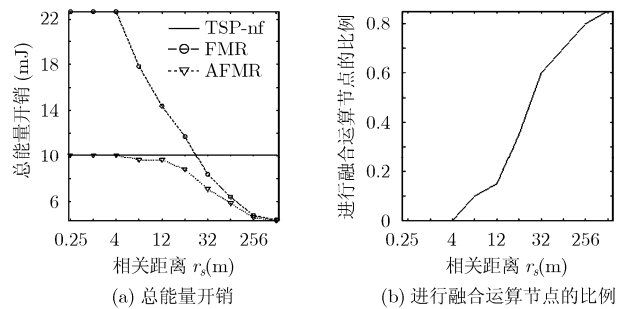 总能量开销 (mJ)
22
18
14
10
6
TSP-nf
FMR
AFMR
0.25 4 12 32 256
相关距离 rs(m)
(a) 总能量开销
进行融合运算节点的比例
0.8
0.6
0.4
0.2
0
0.25 4 12 32 256
相关距离 rs(m)
(b) 进行融合运算节点的比例